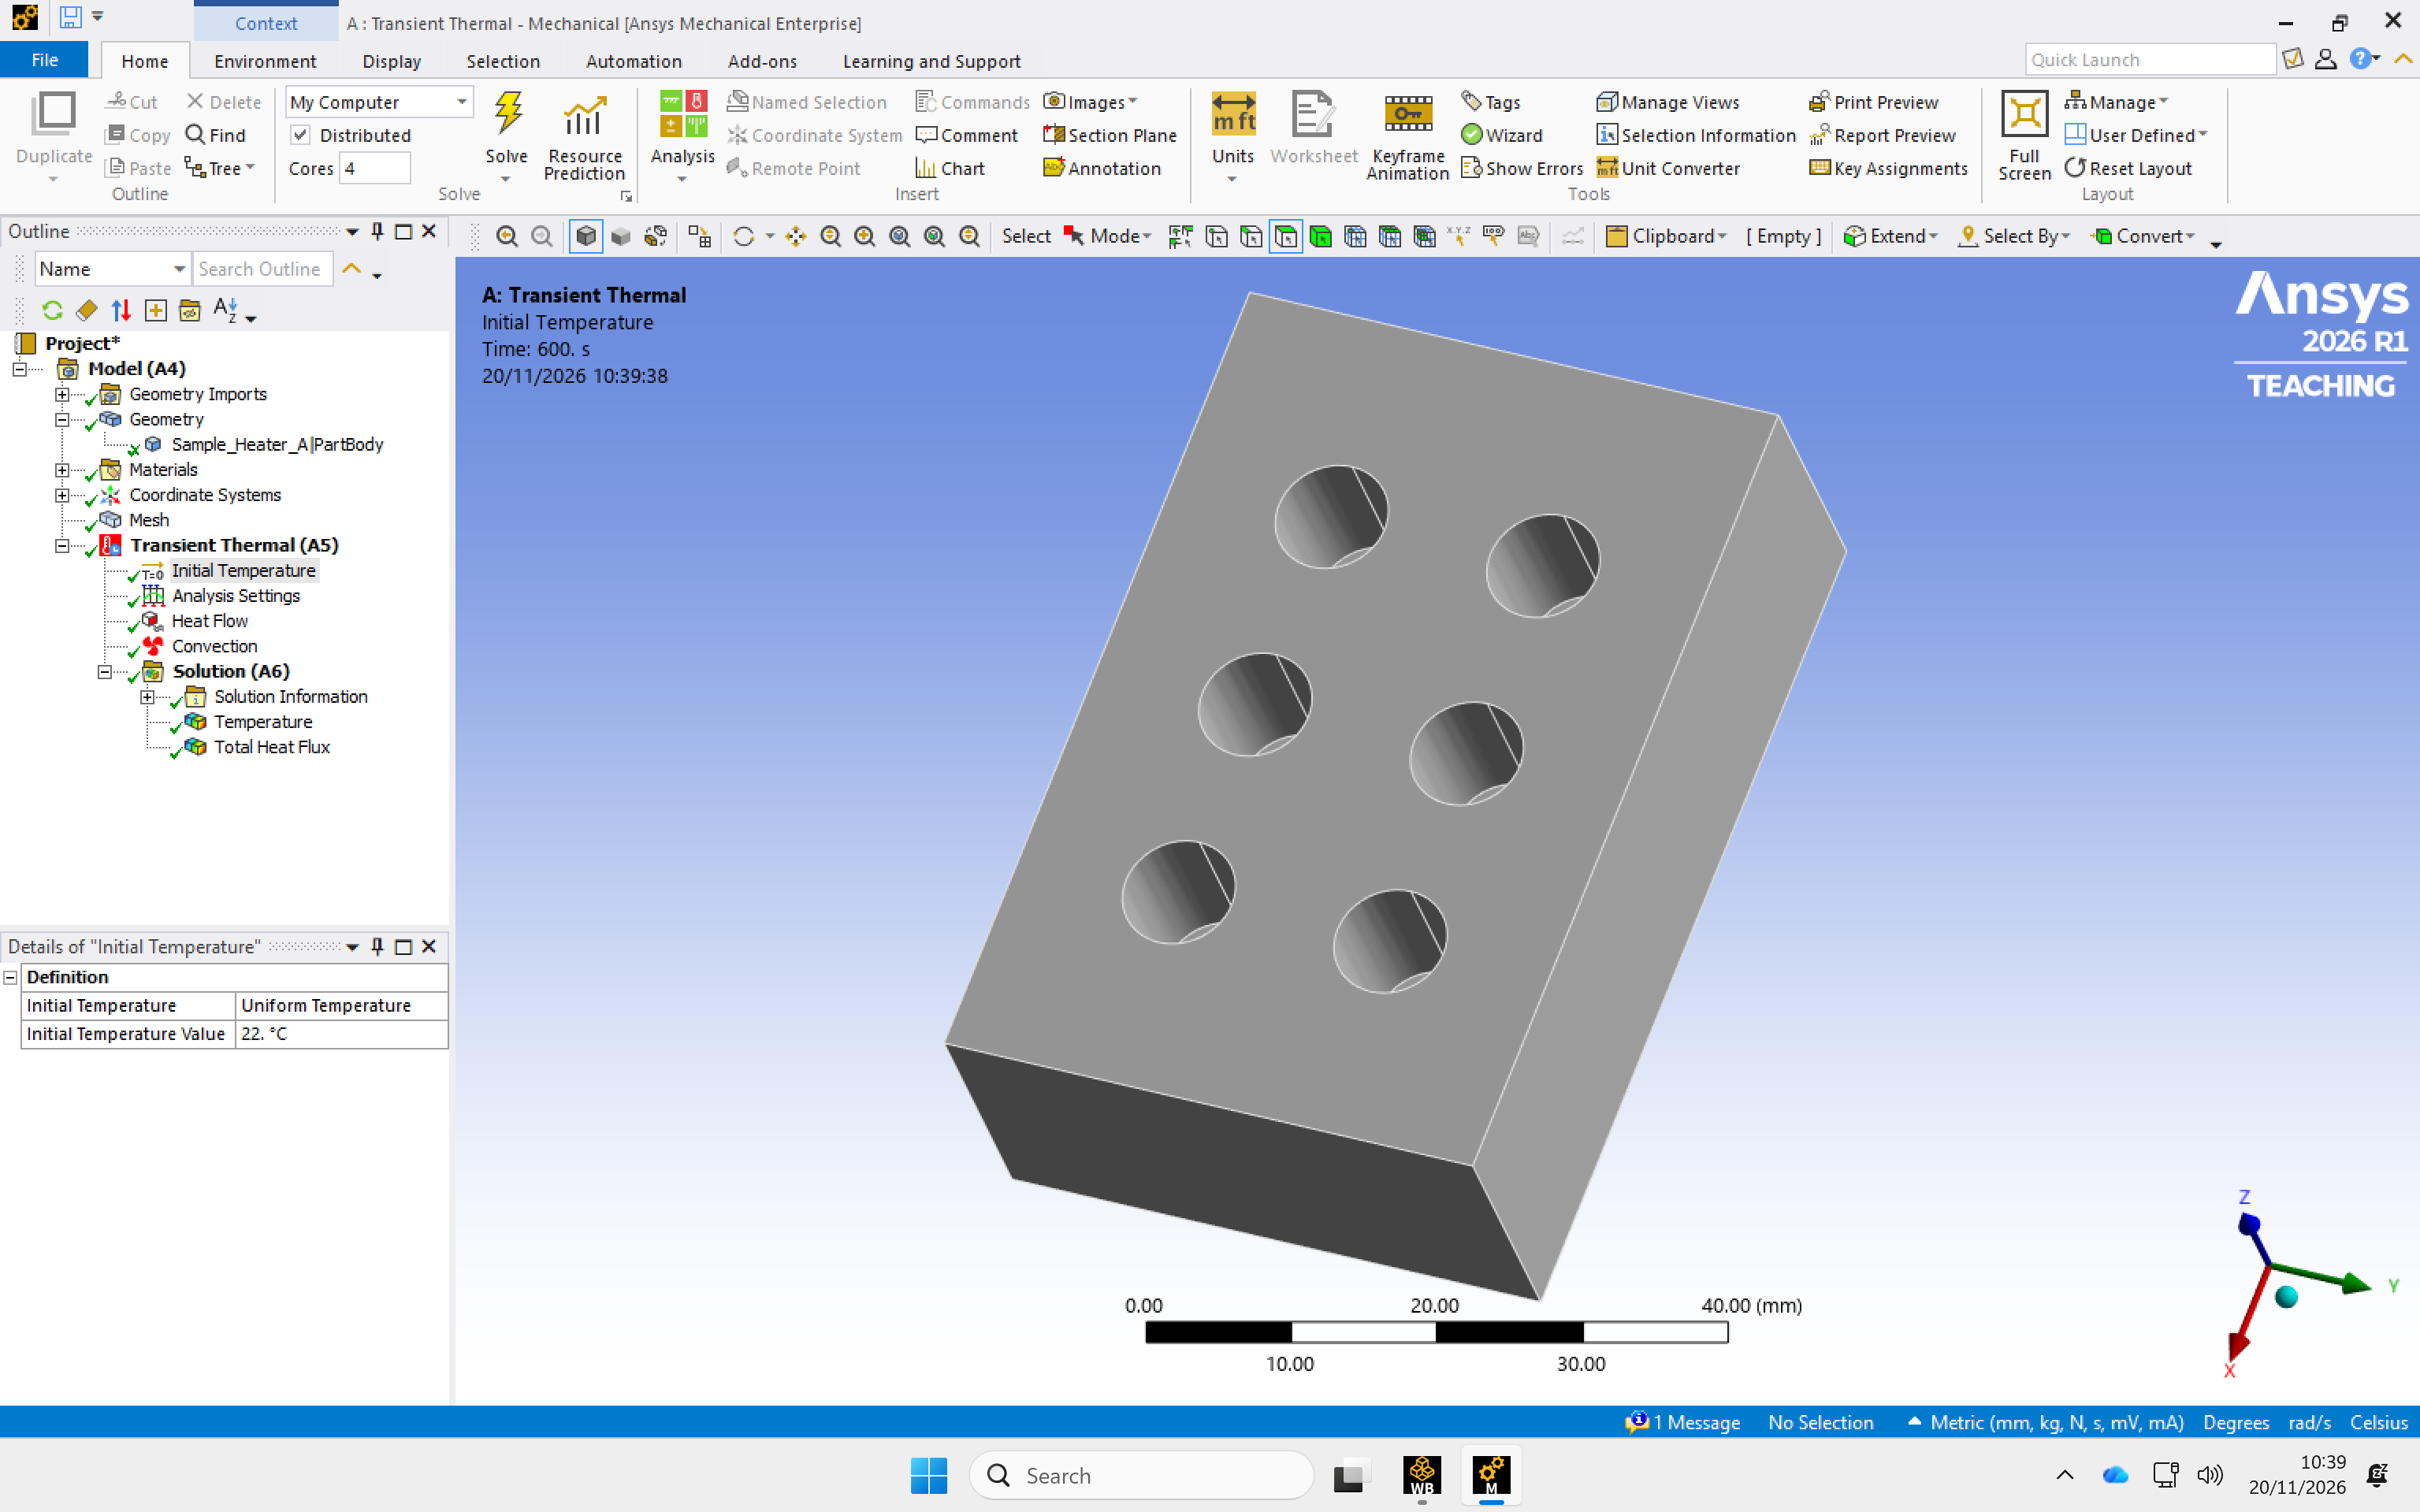 Context
A : Transient Thermal - Mechanical [Ansys Mechanical Enterprise]
File Home Environment Display Selection Automation Add-ons Learning and Support Quick Launch
Duplicate
Cut Delete
Copy Find
Paste Tree
Outline
My Computer
Distributed
Cores 4
Solve
Resource Prediction
Solve
Analysis
Named Selection
Coordinate System
Remote Point
Commands
Comment
Chart
Images
Section Plane
Annotation
Insert
Units
Worksheet
Keyframe Animation
Tags
Wizard
Show Errors
Manage Views
Selection Information
Unit Converter
Print Preview
Report Preview
Key Assignments
Tools
Full Screen
Manage
User Defined
Reset Layout
Layout
Outline
Name Search Outline
Select Mode Clipboard [ Empty ] Extend Select By Convert
Project*
Model (A4)
Geometry Imports
Geometry
Sample_Heater_A|PartBody
Materials
Coordinate Systems
Mesh
Transient Thermal (A5)
Initial Temperature
Analysis Settings
Heat Flow
Convection
Solution (A6)
Solution Information
Temperature
Total Heat Flux
Details of "Initial Temperature"
Definition
Initial Temperature Uniform Temperature
Initial Temperature Value 22. °C
A: Transient Thermal
Initial Temperature
Time: 600. s
20/11/2026 10:39:38
Ansys
2026 R1
TEACHING
Z
Y
X
0.00 20.00 40.00 (mm)
10.00 30.00
1 Message No Selection Metric (mm, kg, N, s, mV, mA) Degrees rad/s Celsius
Search
WB
M
10:39
20/11/2026